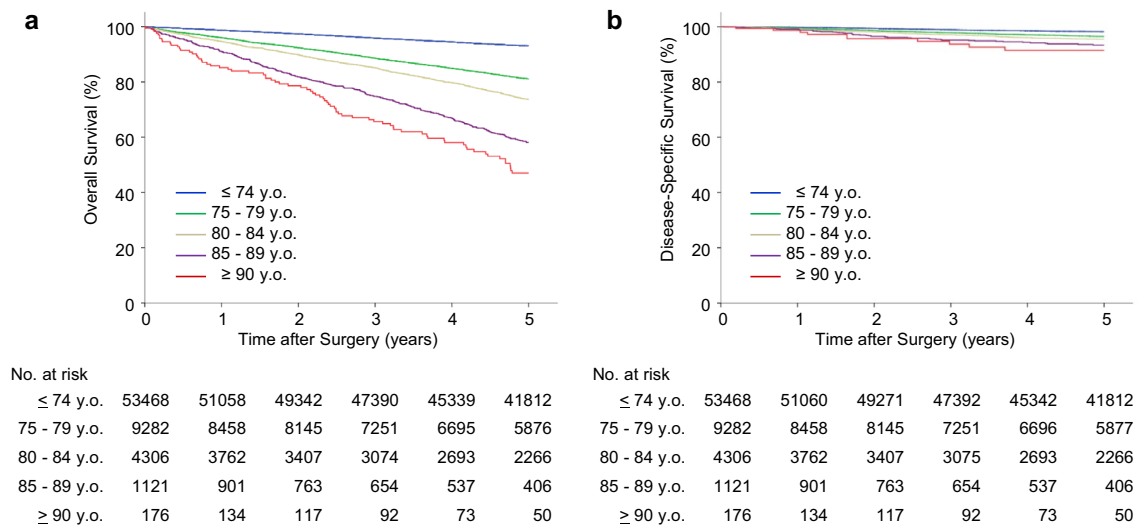 a
Overall Survival (%)
100
80
60
40
20
0
≤ 74 y.o.
75 - 79 y.o.
80 - 84 y.o.
85 - 89 y.o.
≥ 90 y.o.
0 1 2 3 4 5
Time after Surgery (years)
No. at risk
≤ 74 y.o. 53468 51058 49342 47390 45339 41812
75 - 79 y.o. 9282 8458 8145 7251 6695 5876
80 - 84 y.o. 4306 3762 3407 3074 2693 2266
85 - 89 y.o. 1121 901 763 654 537 406
≥ 90 y.o. 176 134 117 92 73 50
b
Disease-Specific Survival (%)
100
80
60
40
20
0
≤ 74 y.o.
75 - 79 y.o.
80 - 84 y.o.
85 - 89 y.o.
≥ 90 y.o.
0 1 2 3 4 5
Time after Surgery (years)
No. at risk
≤ 74 y.o. 53468 51060 49271 47392 45342 41812
75 - 79 y.o. 9282 8458 8145 7251 6696 5877
80 - 84 y.o. 4306 3762 3407 3075 2693 2266
85 - 89 y.o. 1121 901 763 654 537 406
≥ 90 y.o. 176 134 117 92 73 50